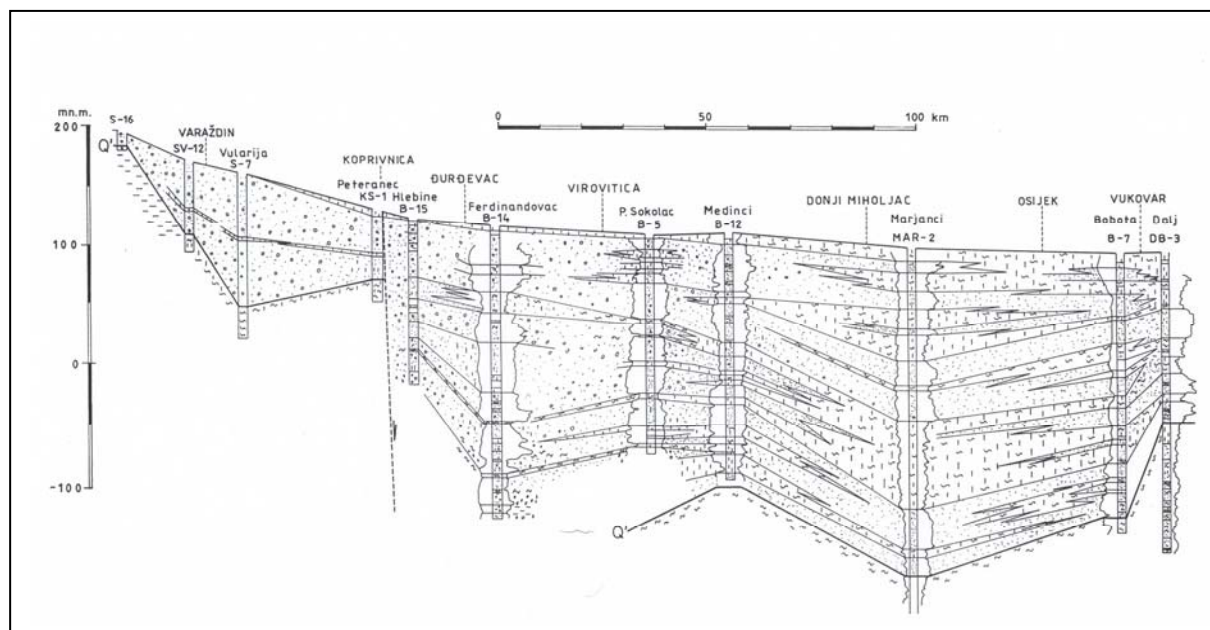 0 50 100 km
mn.m.
200
100
0
-100
S-16
Q'
VARAŽDIN
SV-12
Vularija
S-7
KOPRIVNICA
Peteranec
KS-1
Hlebine
B-15
ĐURĐEVAC
Ferdinandovac
B-14
VIROVITICA
P. Sokolac
B-5
Medinci
B-12
DONJI MIHOLJAC
Marjanci
MAR-2
OSIJEK
VUKOVAR
Bobota
B-7
Dalj
DB-3
Q'